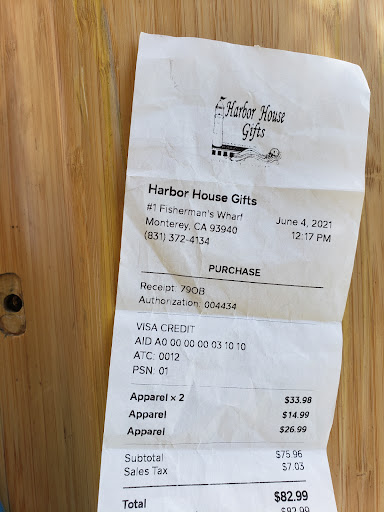 Harbor House
Gifts
Harbor House Gifts
#1 Fisherman's Wharf
Monterey, CA 93940
(831) 372-4134
June 4, 2021
12:17 PM
PURCHASE
Receipt: 79OB
Authorization: 004434
VISA CREDIT
AID A0 00 00 00 03 10 10
ATC: 0012
PSN: 01
Apparel × 2 $33.98
Apparel $14.99
Apparel $26.99
Subtotal $75.96
Sales Tax $7.03
Total $82.99
$82.99